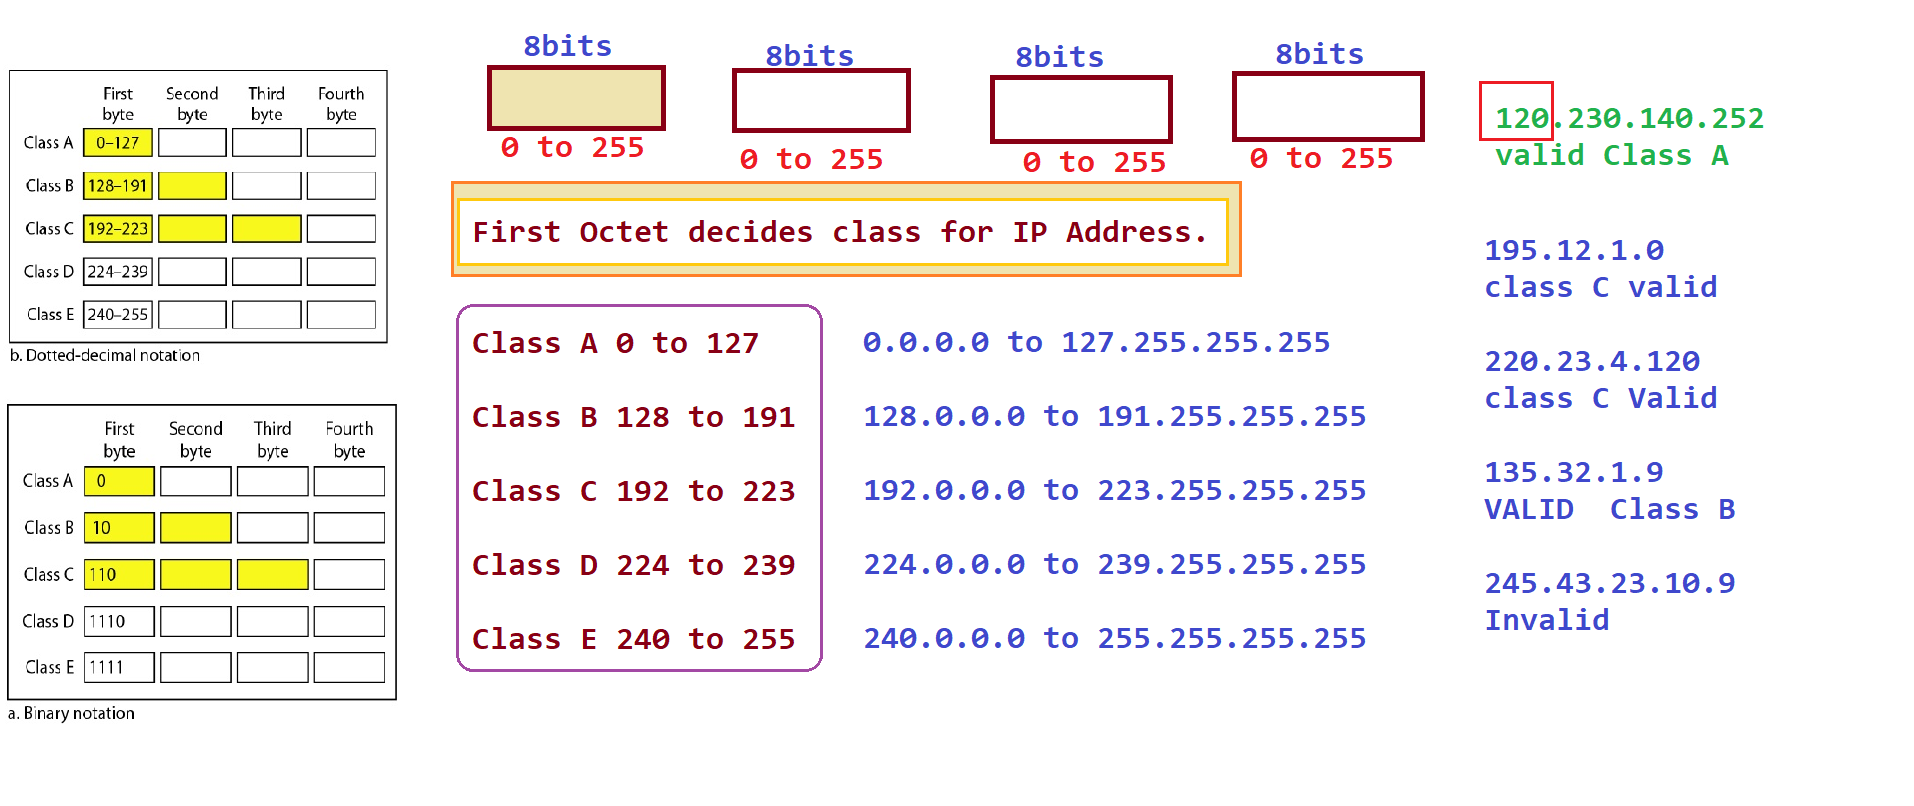 First byte Second byte Third byte Fourth byte
Class A 0–127
Class B 128–191
Class C 192–223
Class D 224–239
Class E 240–255
b. Dotted-decimal notation
First byte Second byte Third byte Fourth byte
Class A 0
Class B 10
Class C 110
Class D 1110
Class E 1111
a. Binary notation
8bits 8bits 8bits 8bits
0 to 255 0 to 255 0 to 255 0 to 255
First Octet decides class for IP Address.
Class A 0 to 127 0.0.0.0 to 127.255.255.255
Class B 128 to 191 128.0.0.0 to 191.255.255.255
Class C 192 to 223 192.0.0.0 to 223.255.255.255
Class D 224 to 239 224.0.0.0 to 239.255.255.255
Class E 240 to 255 240.0.0.0 to 255.255.255.255
120.230.140.252
valid Class A
195.12.1.0
class C valid
220.23.4.120
class C Valid
135.32.1.9
VALID Class B
245.43.23.10.9
Invalid